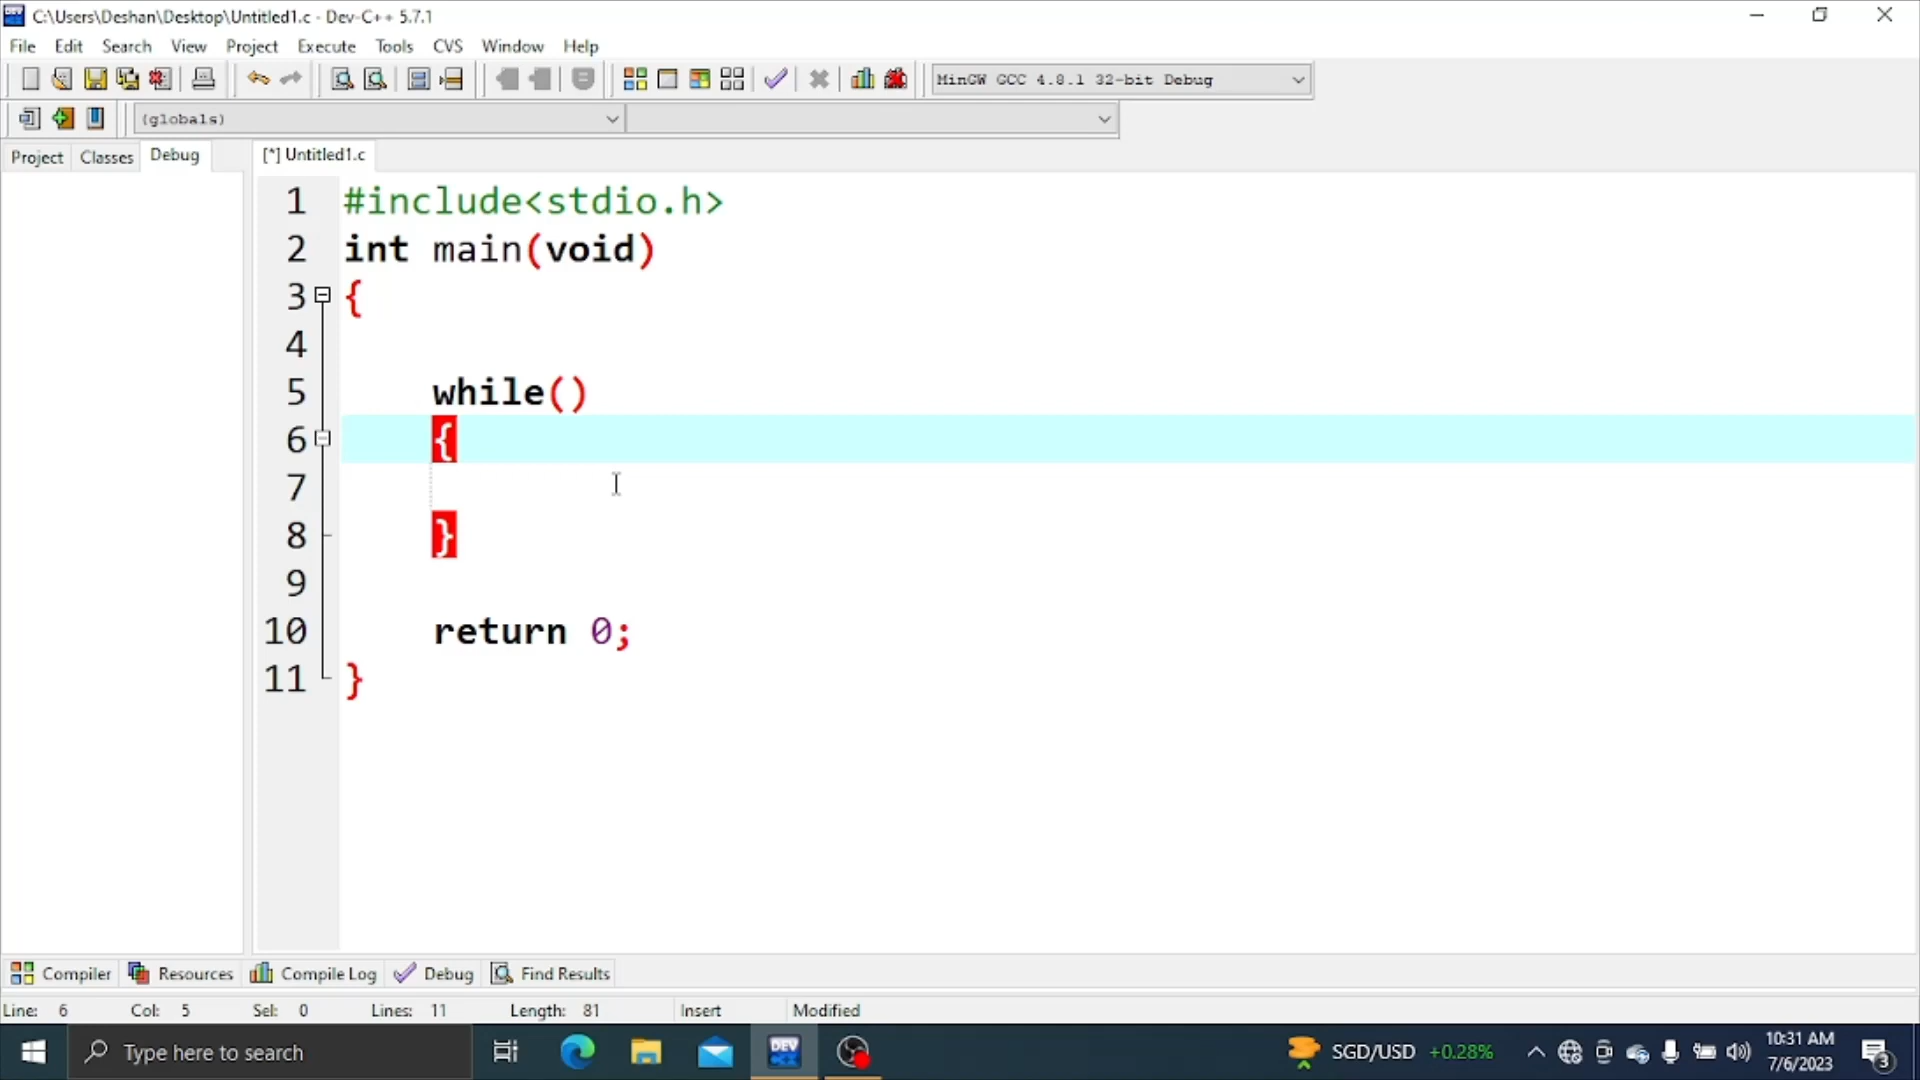 C:\Users\Deshan\Desktop\Untitled1.c - Dev-C++ 5.7.1
File Edit Search View Project Execute Tools CVS Window Help
MinGW GCC 4.8.1 32-bit Debug
(globals)
Project Classes Debug [*] Untitled1.c
1 #include<stdio.h>
2 int main(void)
3 {
4
5 while()
6 {
7
8 }
9
10 return 0;
11 }
Compiler Resources Compile Log Debug Find Results
Line: 6 Col: 5 Sel: 0 Lines: 11 Length: 81 Insert Modified
Type here to search DEV C++ SGD/USD +0.28% 10:31 AM
7/6/2023 3